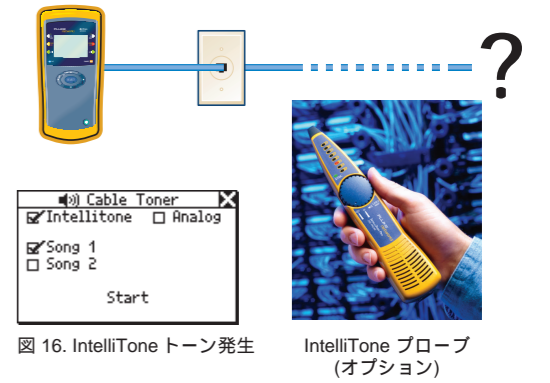 ?
Cable Toner X
Intellitone Analog
Song 1
Song 2
Start
図 16. IntelliTone トーン発生
IntelliTone プローブ
(オプション)